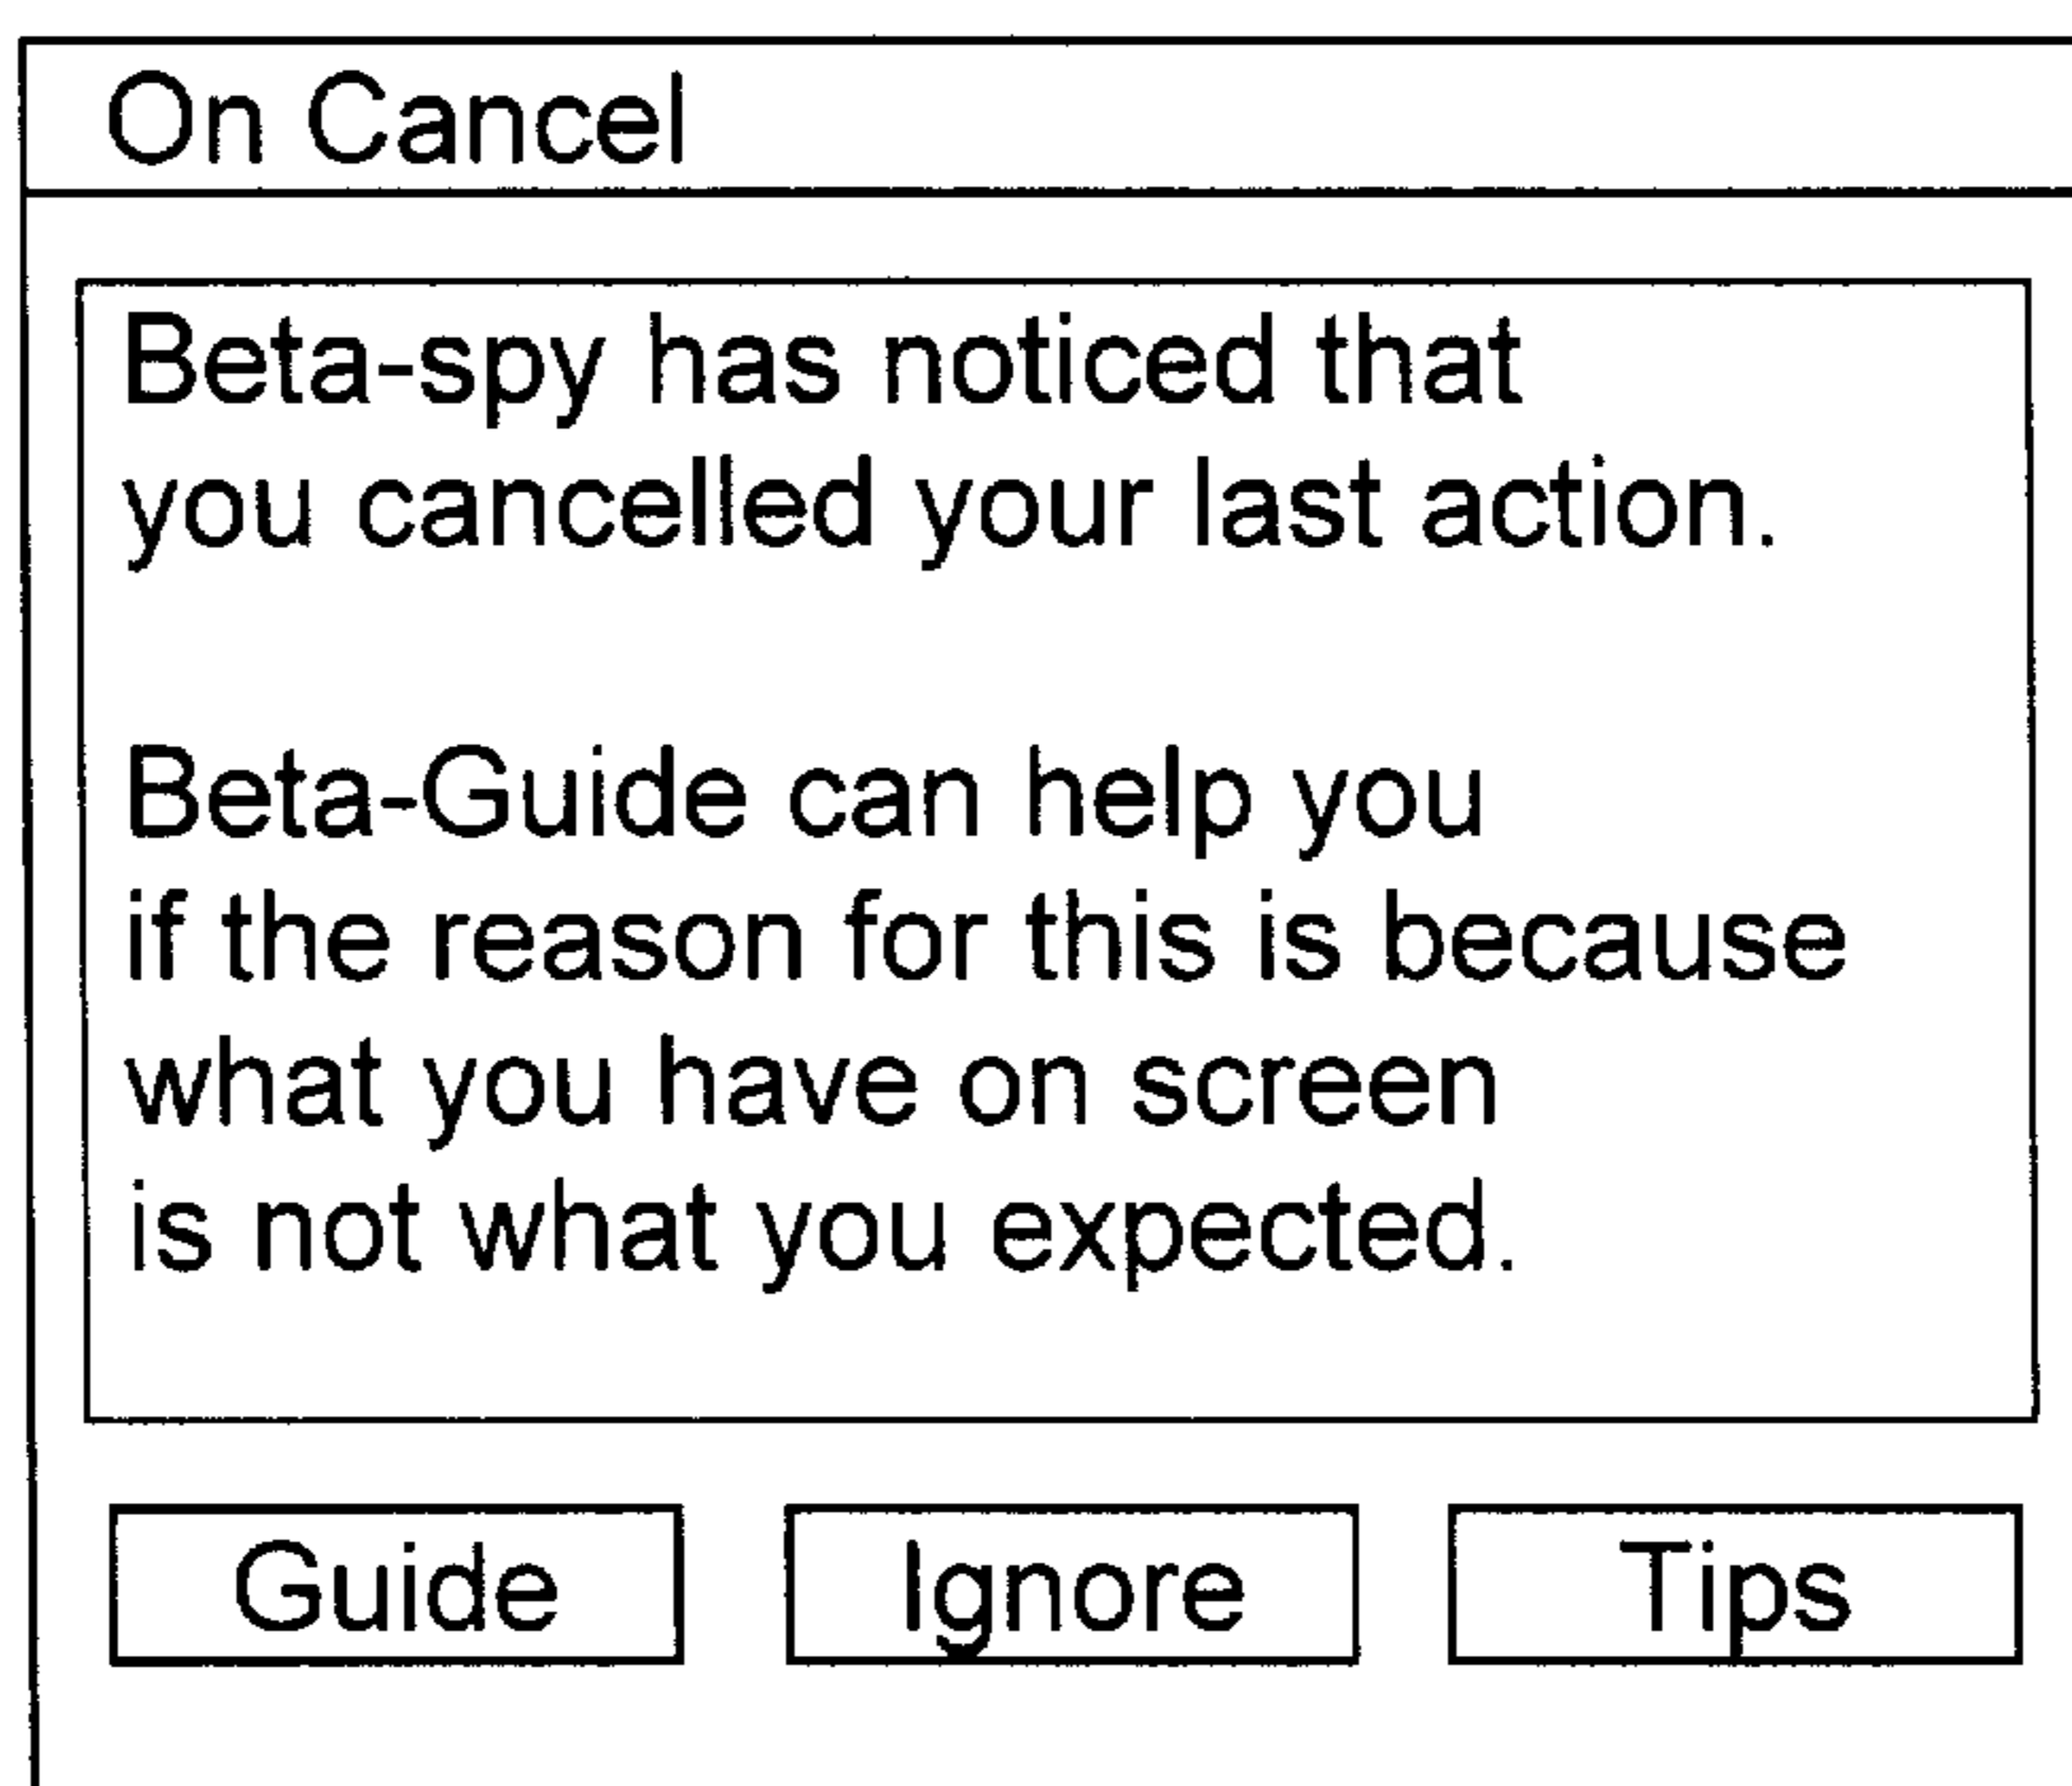 On Cancel
Beta-spy has noticed that
you cancelled your last action.
Beta-Guide can help you
if the reason for this is because
what you have on screen
is not what you expected.
Guide Ignore Tips